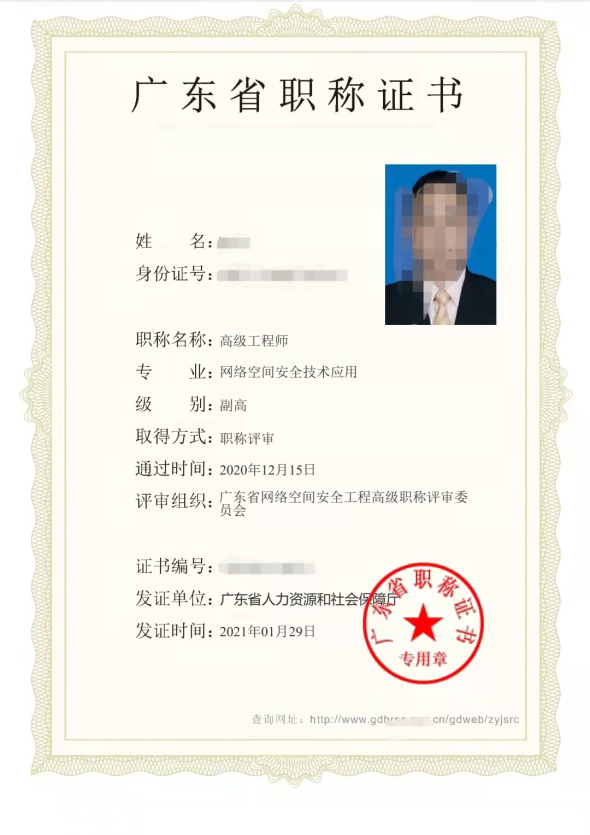 广东省职称证书
姓 名：
身份证号：
职称名称：高级工程师
专 业：网络空间安全技术应用
级 别：副高
取得方式：职称评审
通过时间：2020年12月15日
评审组织：广东省网络空间安全工程高级职称评审委
员会
证书编号：
发证单位：广东省人力资源和社会保障厅
发证时间：2021年01月29日
广东省职称证书
专用章
查询网址：http://www.gdhrss.cn/gdweb/zyjsrc